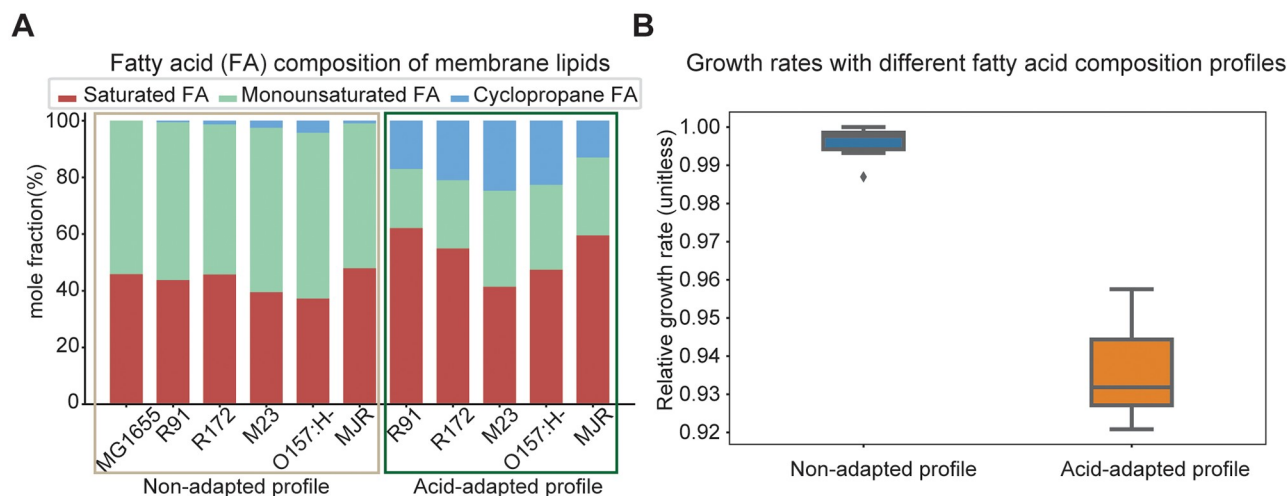 A
Fatty acid (FA) composition of membrane lipids
Saturated FA Monounsaturated FA Cyclopropane FA
mole fraction(%)
100
80
60
40
20
0
MG1655 R91 R172 M23 O157:H- MJR R91 R172 M23 O157:H- MJR
Non-adapted profile Acid-adapted profile
B
Growth rates with different fatty acid composition profiles
Relative growth rate (unitless)
1.00
0.99
0.98
0.97
0.96
0.95
0.94
0.93
0.92
Non-adapted profile Acid-adapted profile